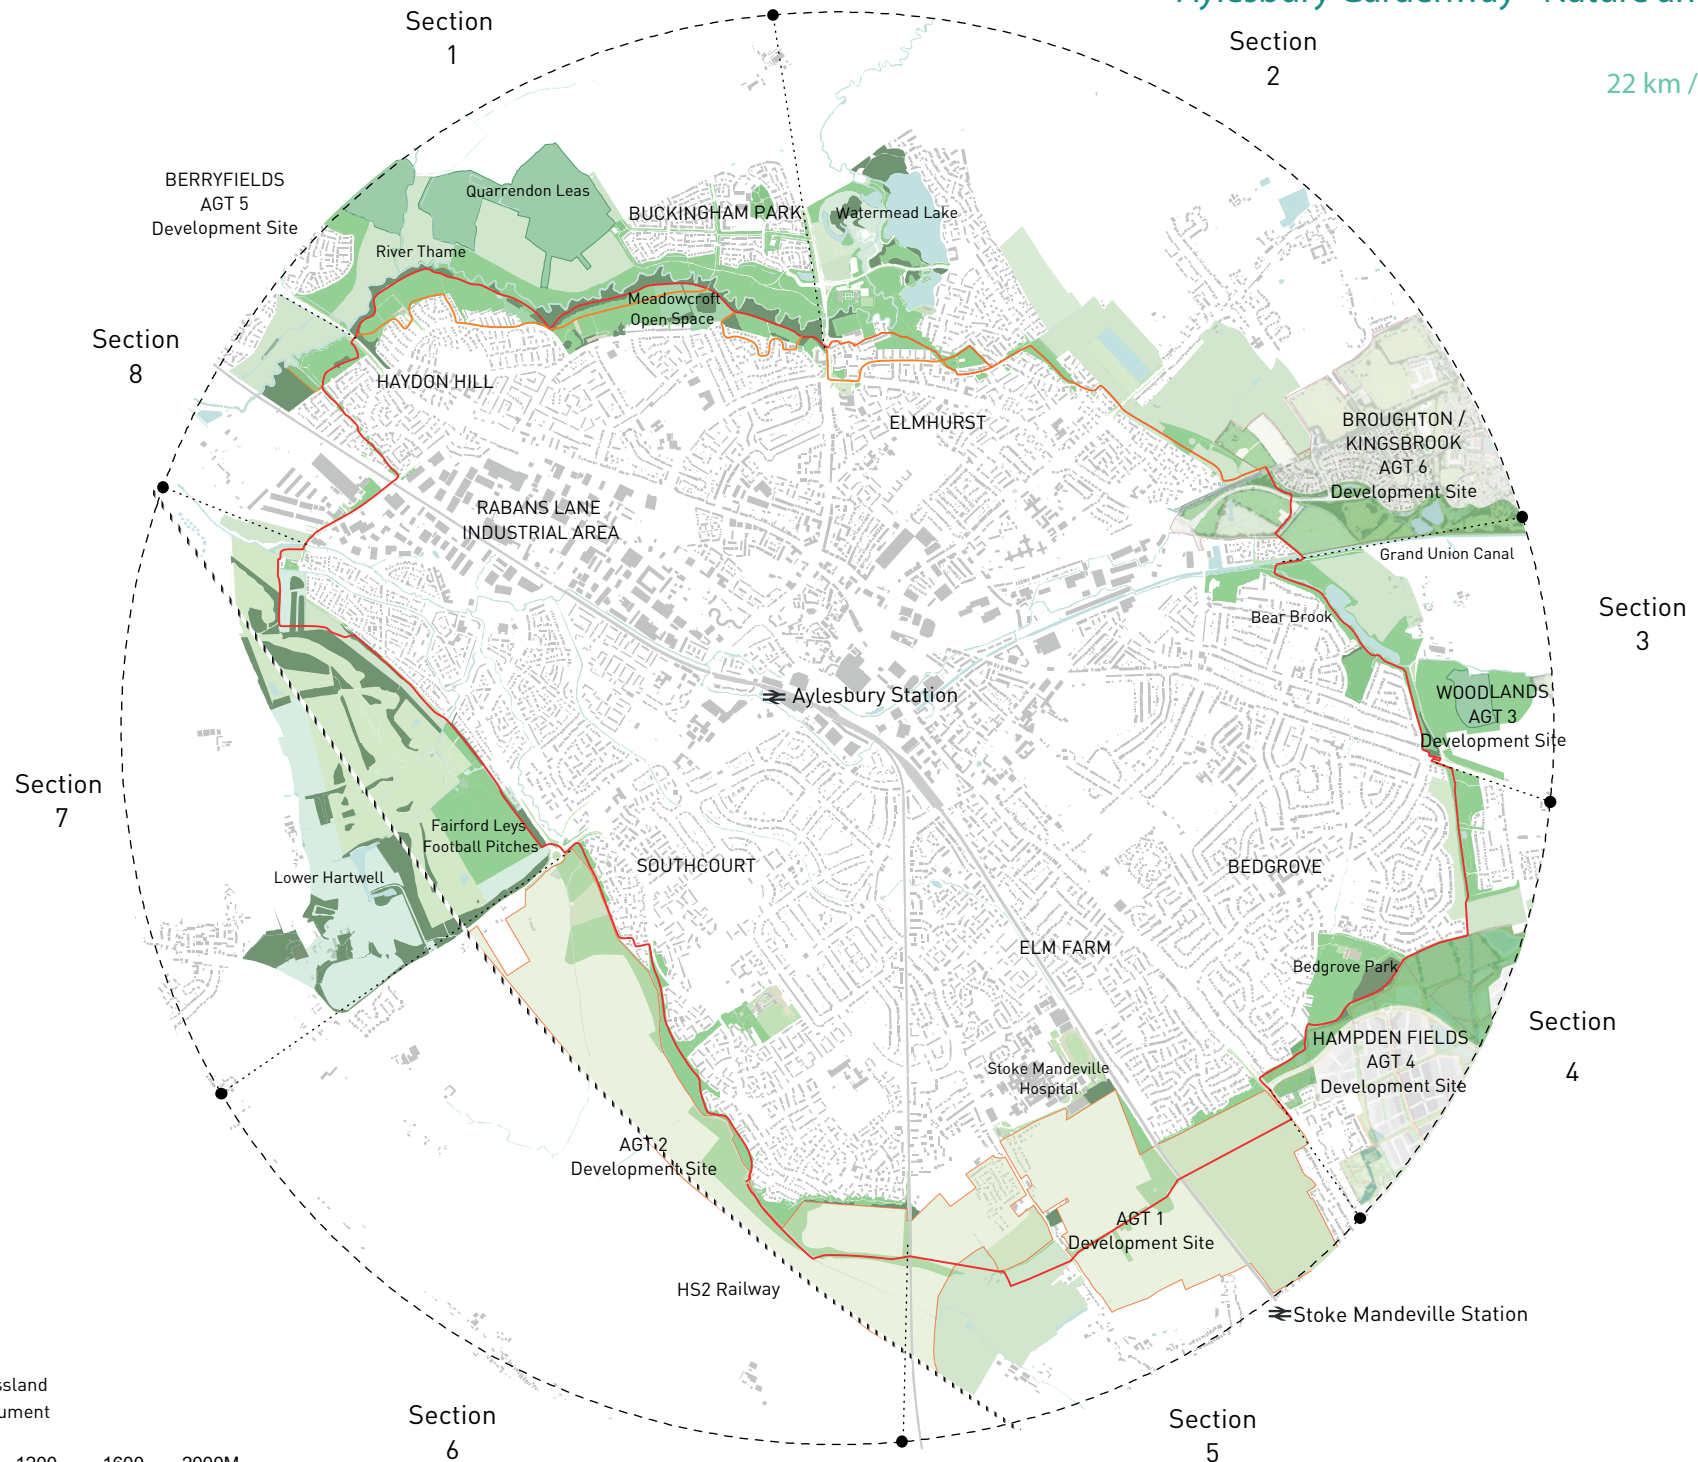 Section
1
Section
2
22 km /
BERRYFIELDS
AGT 5
Development Site
Quarrendon Leas
BUCKINGHAM PARK
Watermead Lake
River Thame
Meadowcroft
Open Space
Section
8
HAYDON HILL
ELMHURST
BROUGHTON /
KINGSBROOK
AGT 6
Development Site
RABANS LANE
INDUSTRIAL AREA
Grand Union Canal
Bear Brook
Section
3
Aylesbury Station
WOODLANDS
AGT 3
Development Site
Section
7
Fairford Leys
Football Pitches
Lower Hartwell
SOUTHCOURT
BEDGROVE
ELM FARM
Bedgrove Park
Section
4
HAMPDEN FIELDS
AGT 4
Development Site
Stoke Mandeville
Hospital
AGT 2
Development Site
AGT 1
Development Site
HS2 Railway
Stoke Mandeville Station
Section
6
Section
5